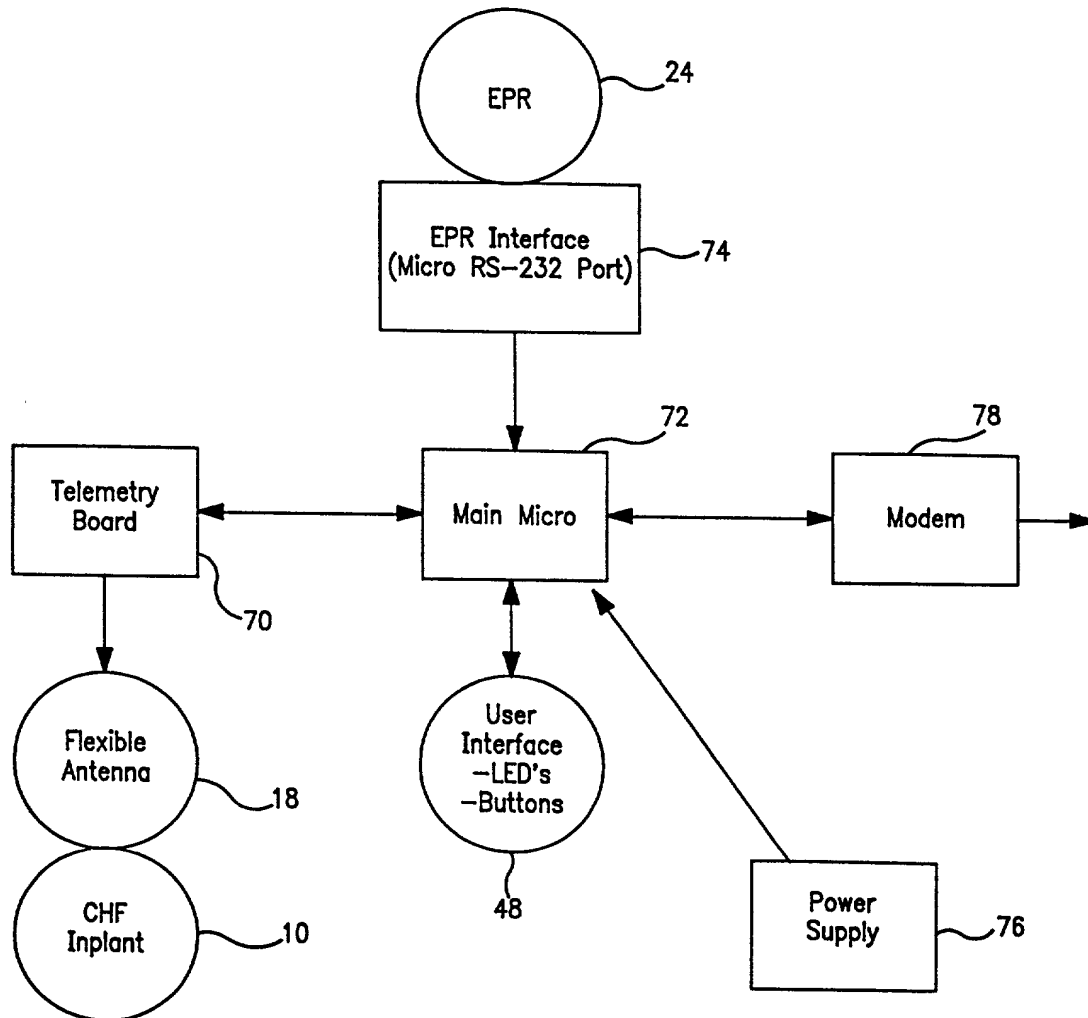 24
EPR
EPR Interface
(Micro RS-232 Port)
74
72
78
Telemetry
Board
Main Micro
Modem
70
Flexible
Antenna
18
User
Interface
-LED's
-Buttons
48
CHF
Inplant
10
Power
Supply
76